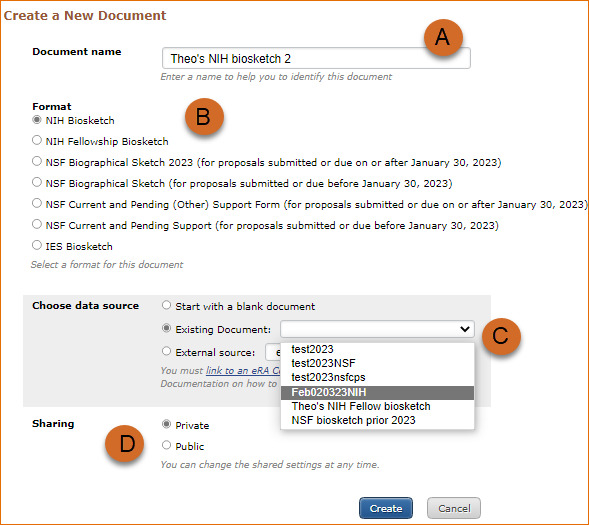 Create a New Document
A
Document name
Theo's NIH biosketch 2
Enter a name to help you to identify this document
Format
B
NIH Biosketch
NIH Fellowship Biosketch
NSF Biographical Sketch 2023 (for proposals submitted or due on or after January 30, 2023)
NSF Biographical Sketch (for proposals submitted or due before January 30, 2023)
NSF Current and Pending (Other) Support Form (for proposals submitted or due on or after January 30, 2023)
NSF Current and Pending Support (for proposals submitted or due before January 30, 2023)
IES Biosketch
Select a format for this document
Choose data source
Start with a blank document
Existing Document:
C
External source: e
You must link to an eRA C
Documentation on how to
test2023
test2023NSF
test2023nsfcps
Feb020323NIH
Theo's NIH Fellow biosketch
NSF biosketch prior 2023
Sharing
D
Private
Public
You can change the shared settings at any time.
Create Cancel